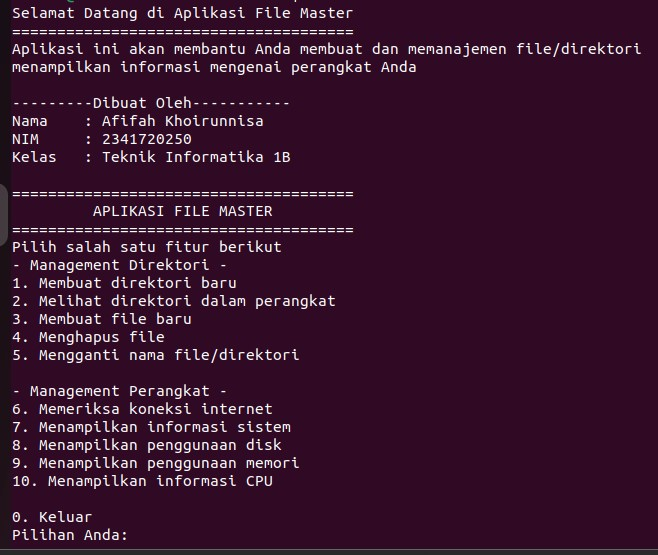 Selamat Datang di Aplikasi File Master
======================================
Aplikasi ini akan membantu Anda membuat dan memanajemen file/direktori
menampilkan informasi mengenai perangkat Anda
---------Dibuat Oleh-----------
Nama    : Afifah Khoirunnisa
NIM     : 2341720250
Kelas   : Teknik Informatika 1B
======================================
         APLIKASI FILE MASTER
======================================
Pilih salah satu fitur berikut
- Management Direktori -
1. Membuat direktori baru
2. Melihat direktori dalam perangkat
3. Membuat file baru
4. Menghapus file
5. Mengganti nama file/direktori
- Management Perangkat -
6. Memeriksa koneksi internet
7. Menampilkan informasi sistem
8. Menampilkan penggunaan disk
9. Menampilkan penggunaan memori
10. Menampilkan informasi CPU
0. Keluar
Pilihan Anda: